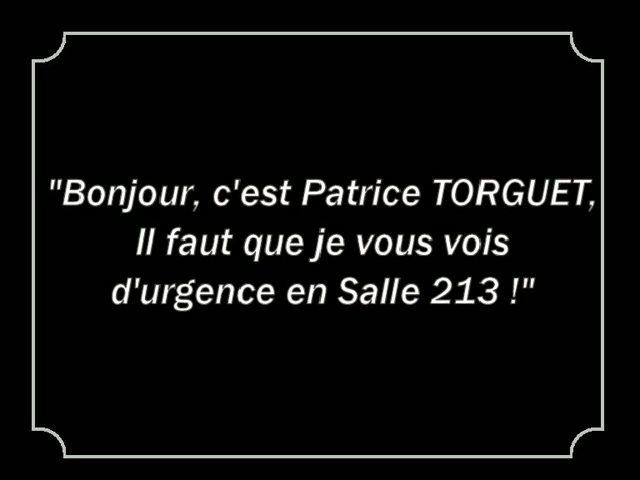 "Bonjour, c'est Patrice TORGUET,
Il faut que je vous vois
d'urgence en Salle 213 !"